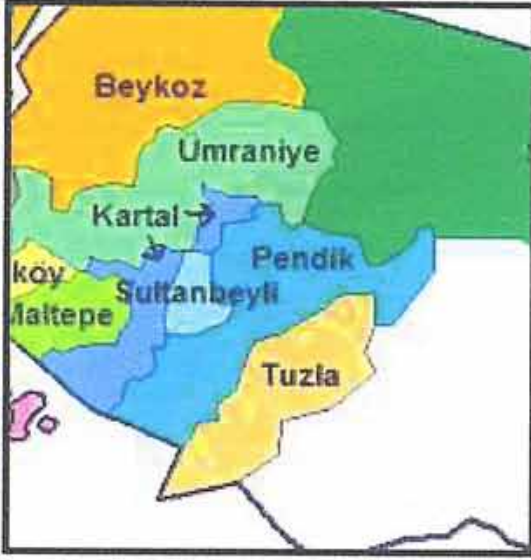 Beykoz
Umraniye
Kartal
Pendik
köy
Sultanbeyli
Maltepe
Tuzla